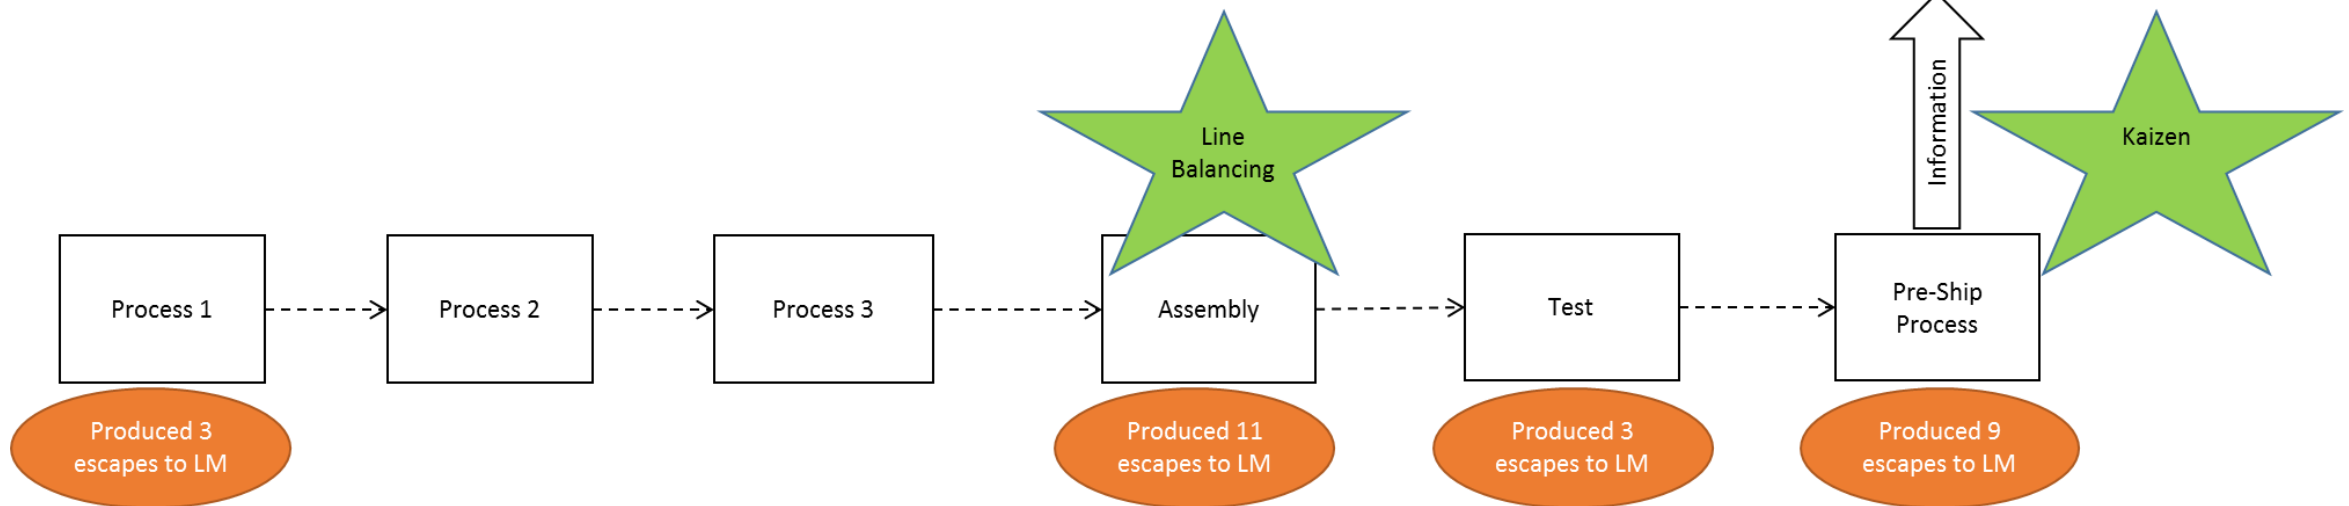 Line
Balancing
Information
Kaizen
Process 1
Process 2
Process 3
Assembly
Test
Pre-Ship
Process
Produced 3
escapes to LM
Produced 11
escapes to LM
Produced 3
escapes to LM
Produced 9
escapes to LM